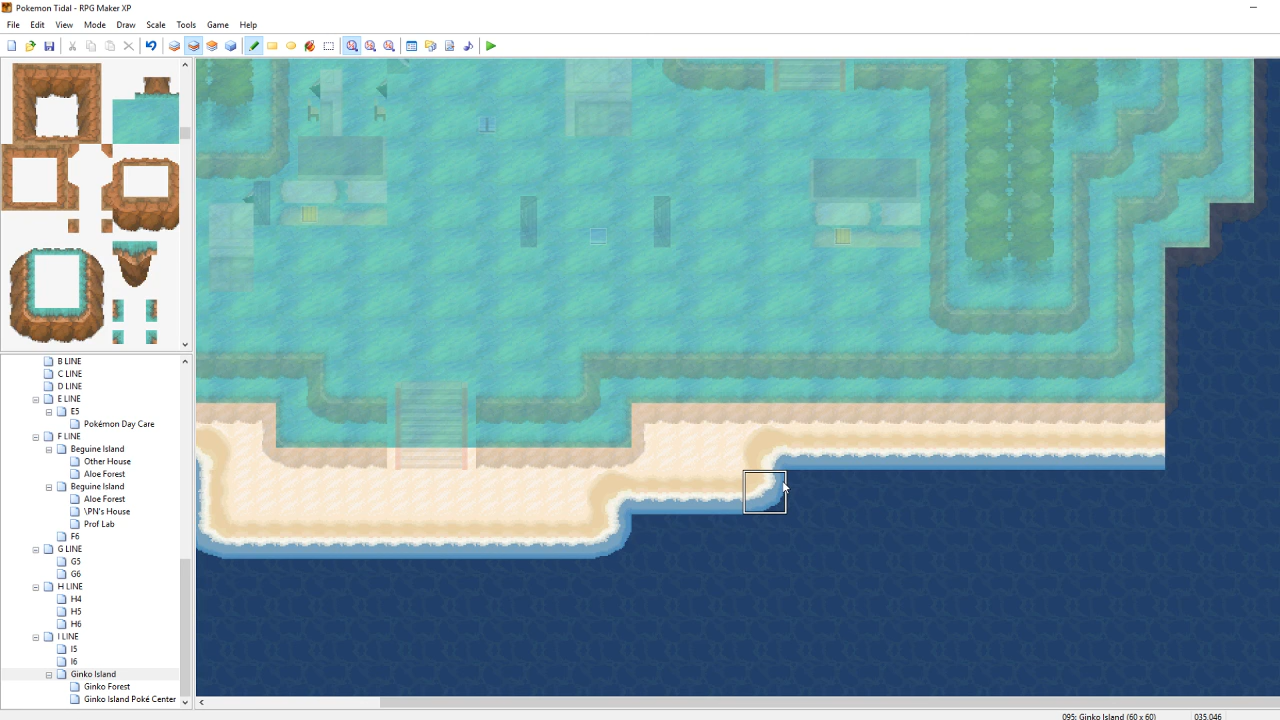 Pokemon Tidal - RPG Maker XP
File Edit View Mode Draw Scale Tools Game Help
B LINE
C LINE
D LINE
E LINE
E5
Pokémon Day Care
F LINE
Beguine Island
Other House
Aloe Forest
Beguine Island
Aloe Forest
\PN's House
Prof Lab
F6
G LINE
G5
G6
H LINE
H4
H5
H6
I LINE
I5
I6
Ginko Island
Ginko Forest
Ginko Island Poké Center
095: Ginko Island (60 x 60) 035,046